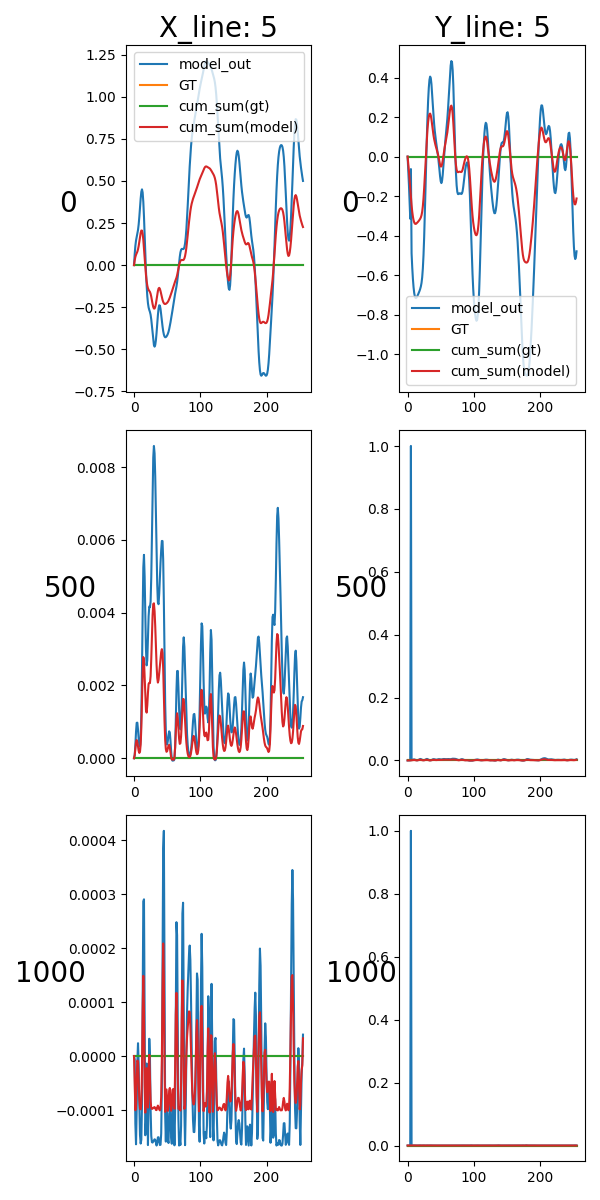 X_line: 5
Y_line: 5
1.25
1.00
0.75
0.50
0.25
0.00
−0.25
−0.50
−0.75
0
model_out
GT
cum_sum(gt)
cum_sum(model)
0 100 200
0.4
0.2
0.0
−0.2
−0.4
−0.6
−0.8
−1.0
0
model_out
GT
cum_sum(gt)
cum_sum(model)
0 100 200
0.008
0.006
0.004
0.002
0.000
500
0 100 200
1.0
0.8
0.6
0.4
0.2
0.0
500
0 100 200
0.0004
0.0003
0.0002
0.0001
0.0000
−0.0001
1000
0 100 200
1.0
0.8
0.6
0.4
0.2
0.0
1000
0 100 200